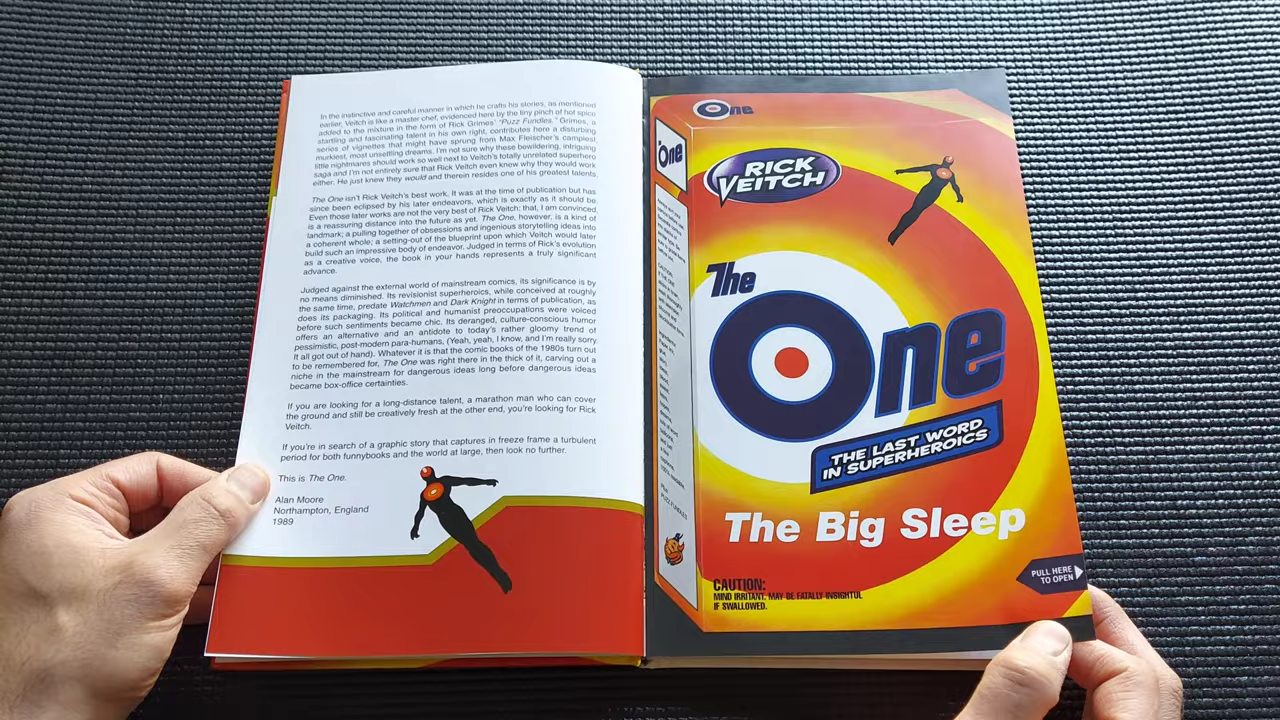 In the instinctive and careful manner in which he crafts his stories, as mentioned
earlier, Veitch is like a master chef, evidenced here by the tiny pinch of hot spice
added to the mixture in the form of Rick Grimes' "Puzz Fundles." Grimes, a
startling and fascinating talent in his own right, contributes here a disturbing
series of vignettes that might have sprung from Max Fleischer's campiest,
murkiest, most unsettling dreams. I'm not sure why these bewildering, intriguing
little nightmares should work so well next to Veitch's totally unrelated superhero
saga and I'm not entirely sure that Rick Veitch even knew why they would work
either. He just knew they would and therein resides one of his greatest talents.
The One isn't Rick Veitch's best work. It was at the time of publication but has
since been eclipsed by his later endeavors, which is exactly as it should be.
Even those later works are not the very best of Rick Veitch; that, I am convinced,
is a reassuring distance into the future as yet. The One, however, is a kind of
landmark; a pulling together of obsessions and ingenious storytelling ideas into
a coherent whole; a setting-out of the blueprint upon which Veitch would later
build such an impressive body of endeavor. Judged in terms of Rick's evolution
as a creative voice, the book in your hands represents a truly significant
advance.
Judged against the external world of mainstream comics, its significance is by
no means diminished. Its revisionist superheroics, while conceived at roughly
the same time, predate Watchmen and Dark Knight in terms of publication, as
does its packaging. Its political and humanist preoccupations were voiced
before such sentiments became chic. Its deranged, culture-conscious humor
offers an alternative and an antidote to today's rather gloomy trend of
pessimistic, post-modern para-humans, (Yeah, yeah, I know, and I'm really sorry.
It all got out of hand). Whatever it is that the comic books of the 1980s turn out
to be remembered for, The One was right there in the thick of it, carving out a
niche in the mainstream for dangerous ideas long before dangerous ideas
became box-office certainties.
If you are looking for a long-distance talent, a marathon man who can cover
the ground and still be creatively fresh at the other end, you're looking for Rick
Veitch.
If you're in search of a graphic story that captures in freeze frame a turbulent
period for both funnybooks and the world at large, then look no further.
This is The One.
Alan Moore
Northampton, England
1989
One
One
RICK
VEITCH
The
One
THE LAST WORD
IN SUPERHEROICS
The Big Sleep
PUZZ FUNDLES
CAUTION:
MIND IRRITANT. MAY BE FATALLY INSIGHTFUL
IF SWALLOWED.
PULL HERE
TO OPEN